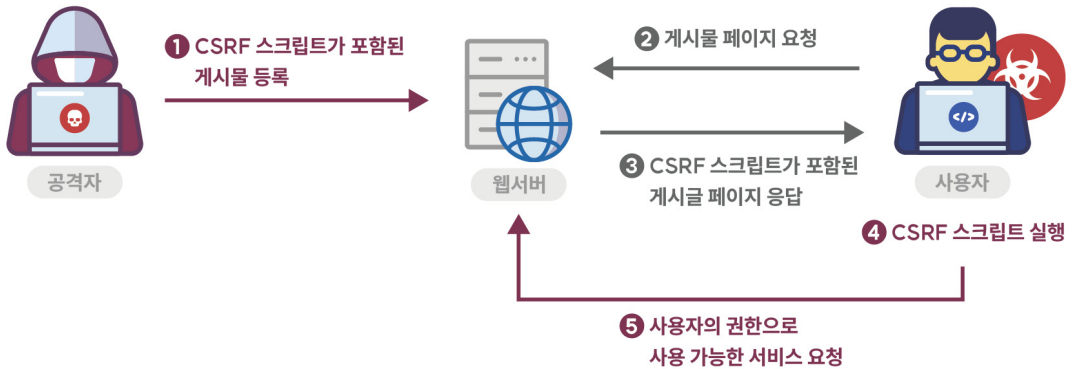 1 CSRF 스크립트가 포함된
게시물 등록
2 게시물 페이지 요청
3 CSRF 스크립트가 포함된
게시글 페이지 응답
공격자
웹서버
사용자
</>
4 CSRF 스크립트 실행
5 사용자의 권한으로
사용 가능한 서비스 요청